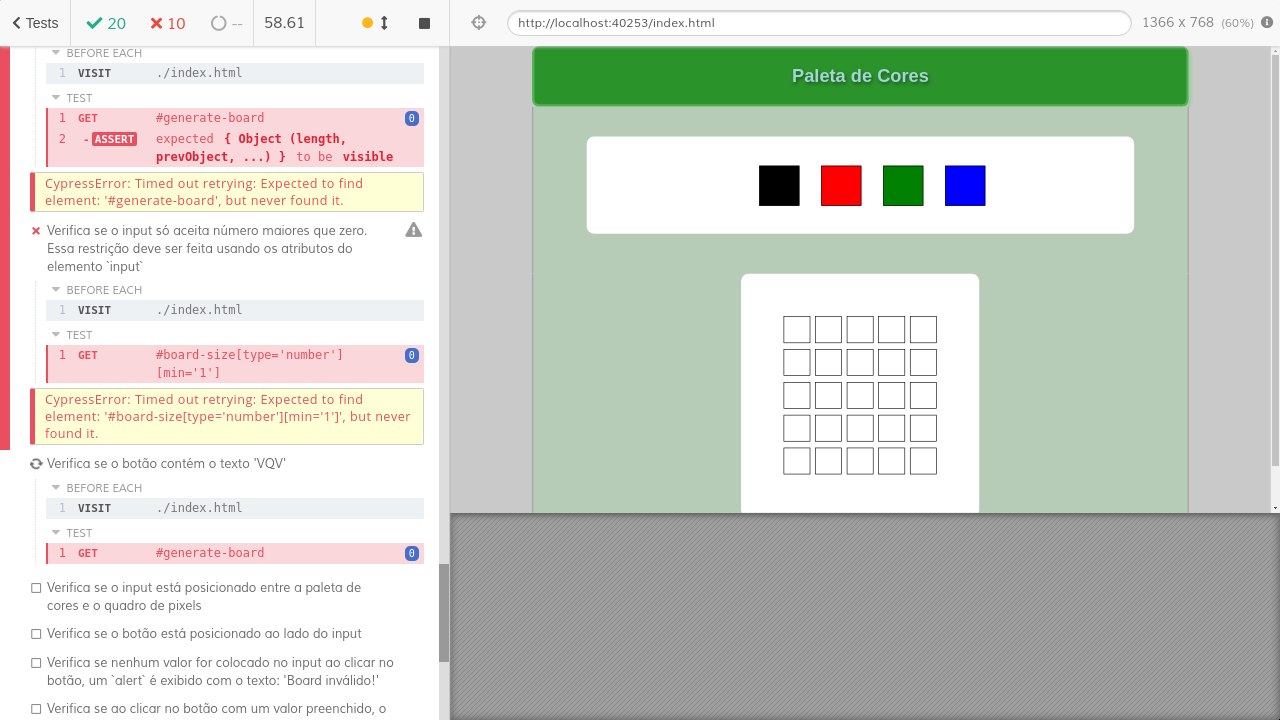 Tests
20
10
--
58.61
http://localhost:40253/index.html
1366 x 768 (60%)
BEFORE EACH
1 VISIT ./index.html
TEST
1 GET #generate-board 0
2 -ASSERT expected { Object (length,
prevObject, ...) } to be visible
CypressError: Timed out retrying: Expected to find
element: '#generate-board', but never found it.
Verifica se o input só aceita número maiores que zero.
Essa restrição deve ser feita usando os atributos do
elemento `input`
BEFORE EACH
1 VISIT ./index.html
TEST
1 GET #board-size[type='number'] 0
[min='1']
CypressError: Timed out retrying: Expected to find
element: '#board-size[type='number'][min='1']', but never
found it.
Verifica se o botão contém o texto 'VQV'
BEFORE EACH
1 VISIT ./index.html
TEST
1 GET #generate-board 0
Verifica se o input está posicionado entre a paleta de
cores e o quadro de pixels
Verifica se o botão está posicionado ao lado do input
Verifica se nenhum valor for colocado no input ao clicar no
botão, um `alert` é exibido com o texto: 'Board inválido!'
Verifica se ao clicar no botão com um valor preenchido, o
Paleta de Cores